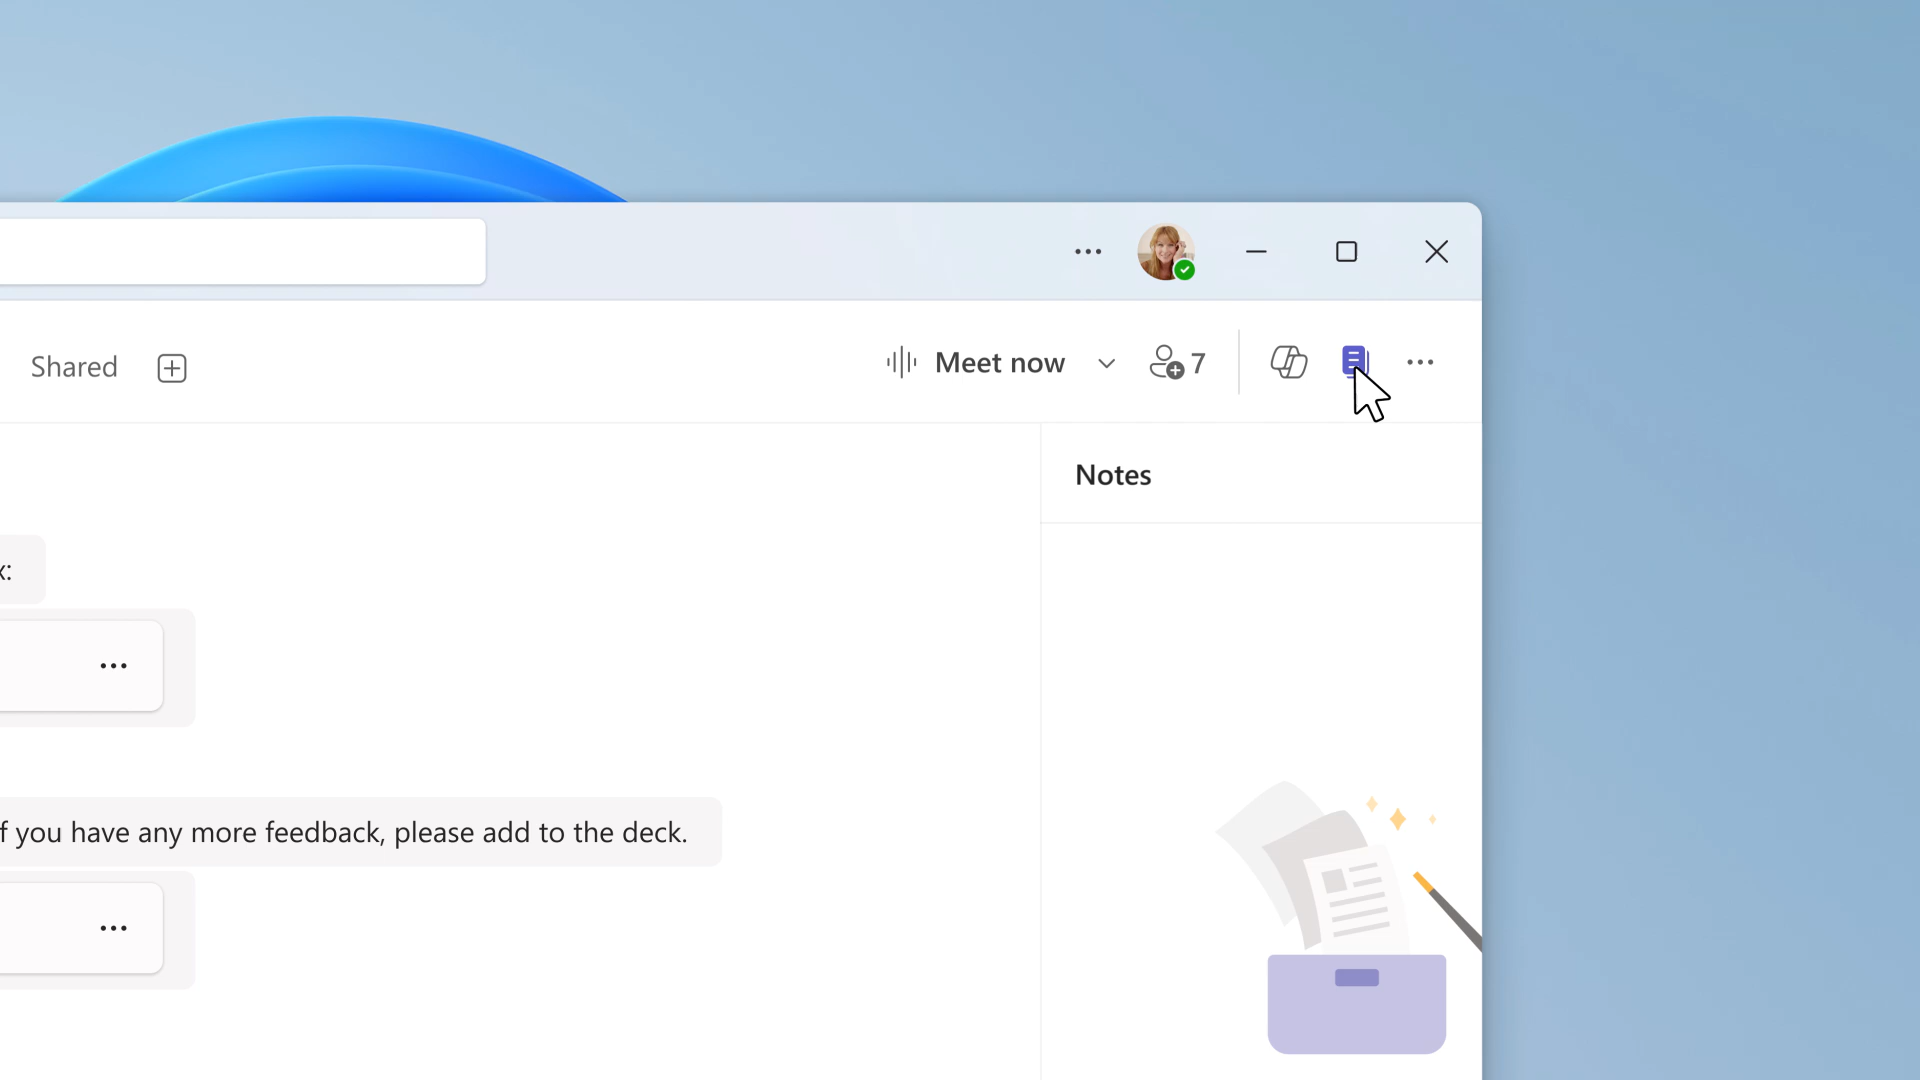 Shared
Meet now
7
Notes
x:
f you have any more feedback, please add to the deck.